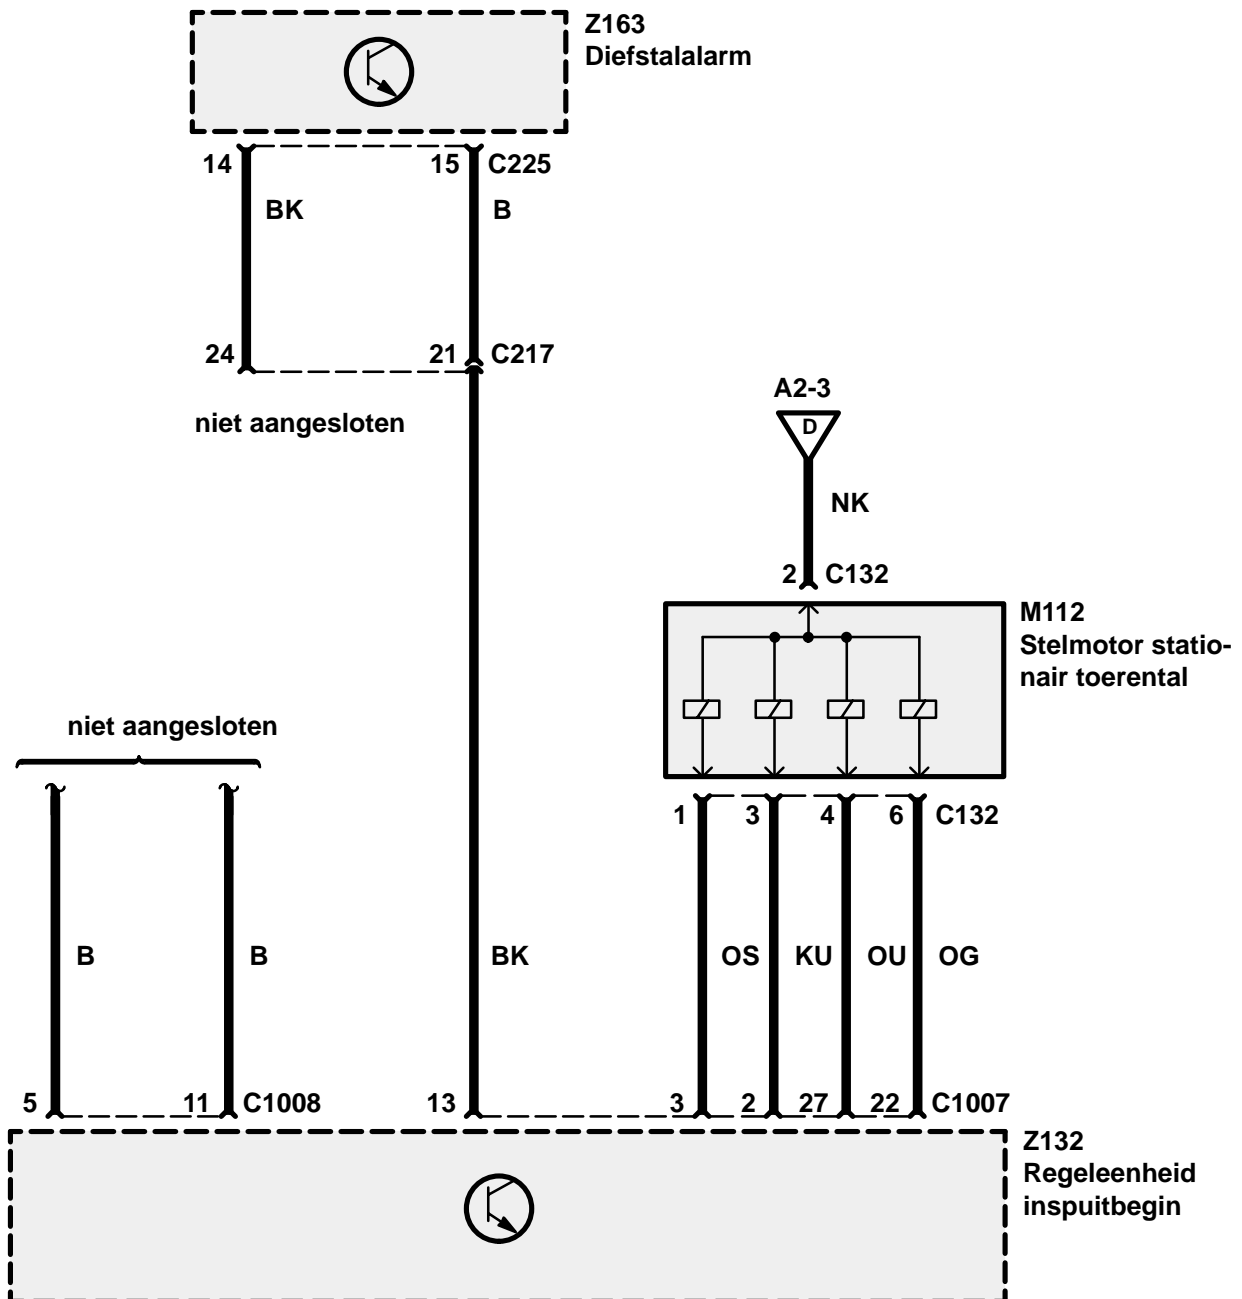 Z163
Diefstalalarm
14
15
C225
BK
B
24
21
C217
niet aangesloten
A2-3
D
NK
2
C132
M112
Stelmotor statio-
nair toerental
niet aangesloten
1
3
4
6
C132
B
B
BK
OS
KU
OU
OG
5
11
C1008
13
3
2
27
22
C1007
Z132
Regeleenheid
inspuitbegin